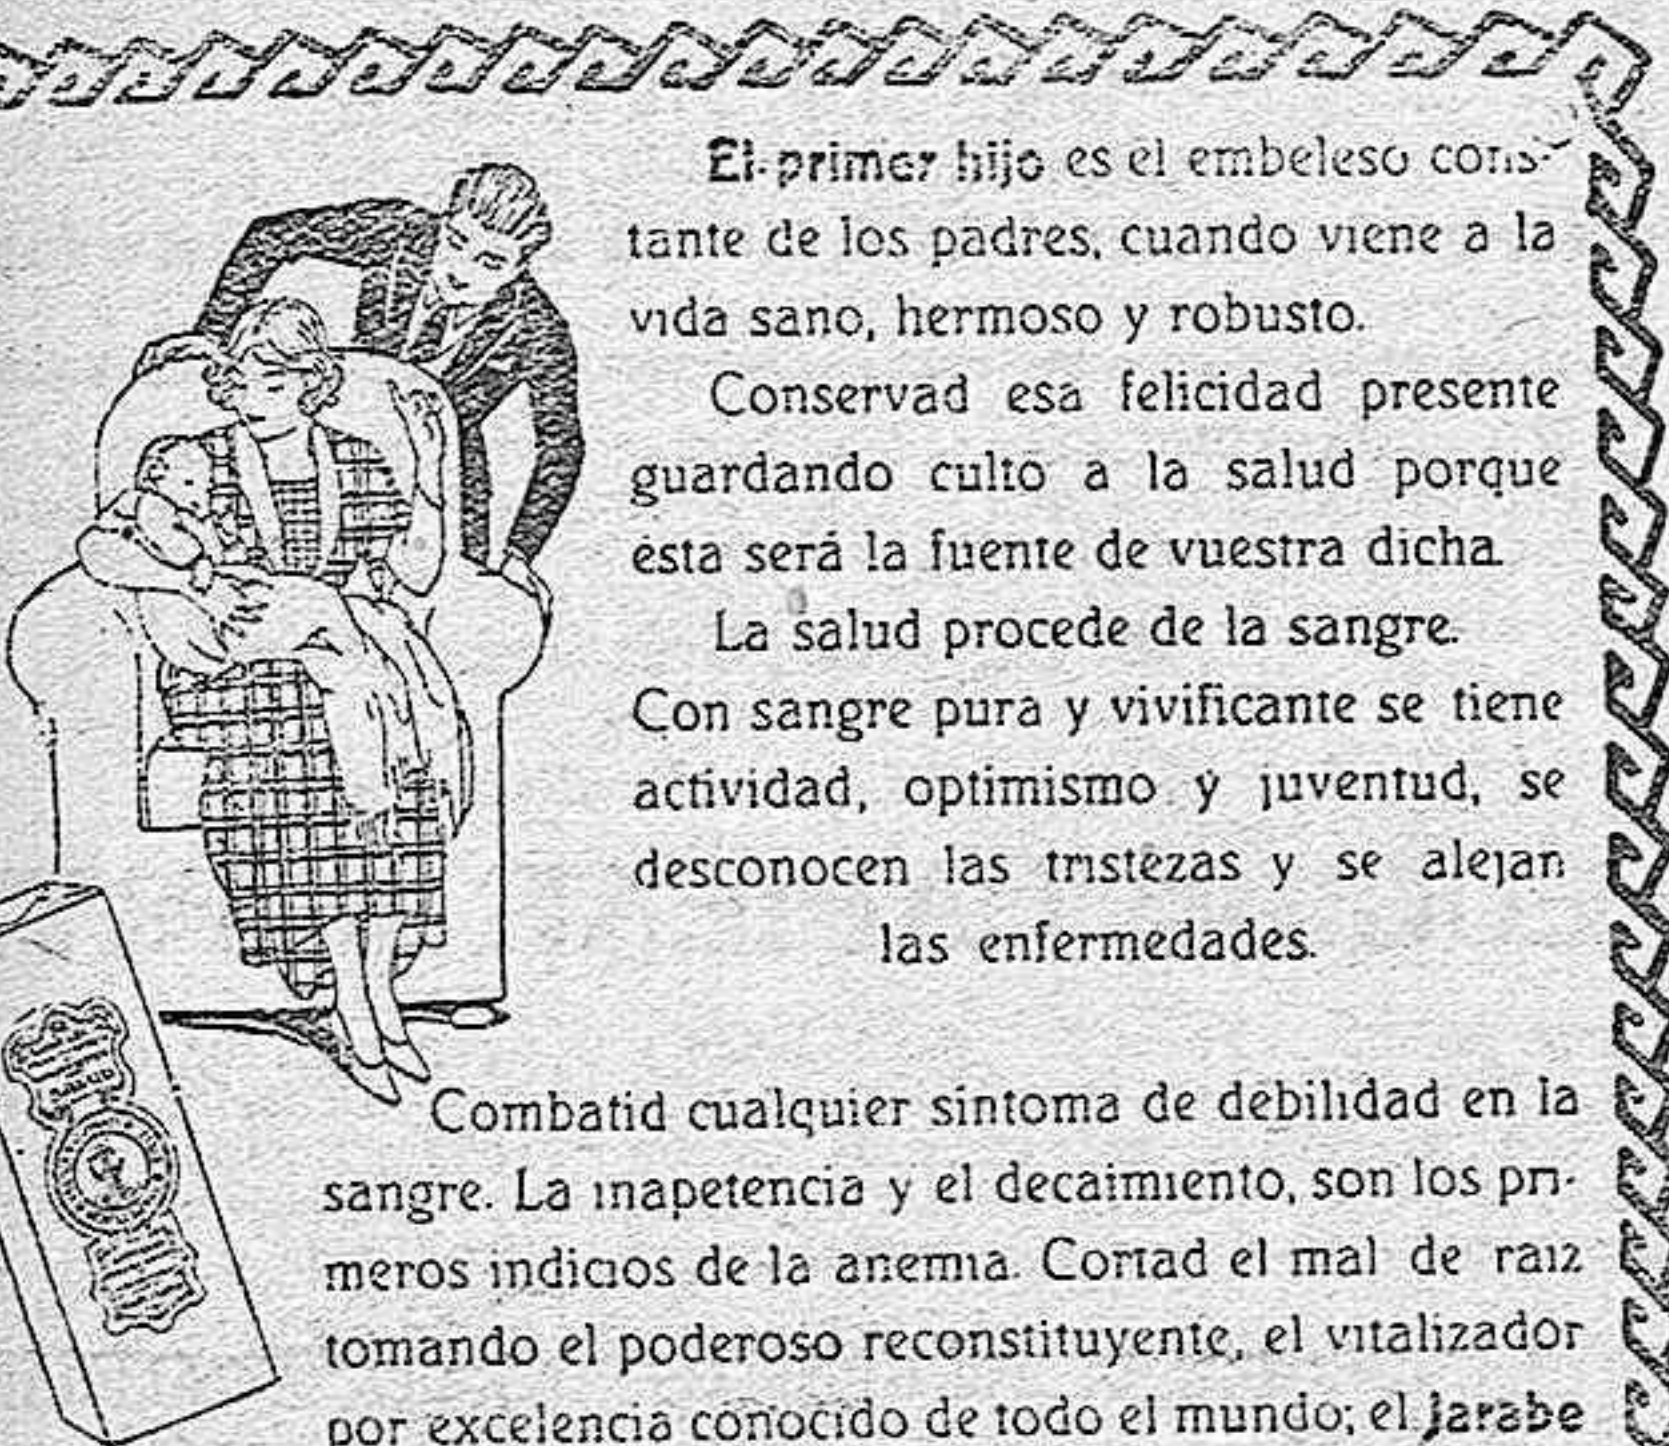 El primer hijo es el embeleso cons-
tante de los padres, cuando viene a la
vida sano, hermoso y robusto.
Conservad esa felicidad presente
guardando culto a la salud porque
ésta será la fuente de vuestra dicha.
La salud procede de la sangre.
Con sangre pura y vivificante se tiene
actividad, optimismo y juventud, se
desconocen las tristezas y se alejan
las enfermedades.
Combatid cualquier síntoma de debilidad en la
sangre. La inapetencia y el decaimiento, son los pri-
meros indicios de la anemia. Cortad el mal de raiz
tomando el poderoso reconstituyente, el vitalizador
por excelencia conocido de todo el mundo; el Jarabe